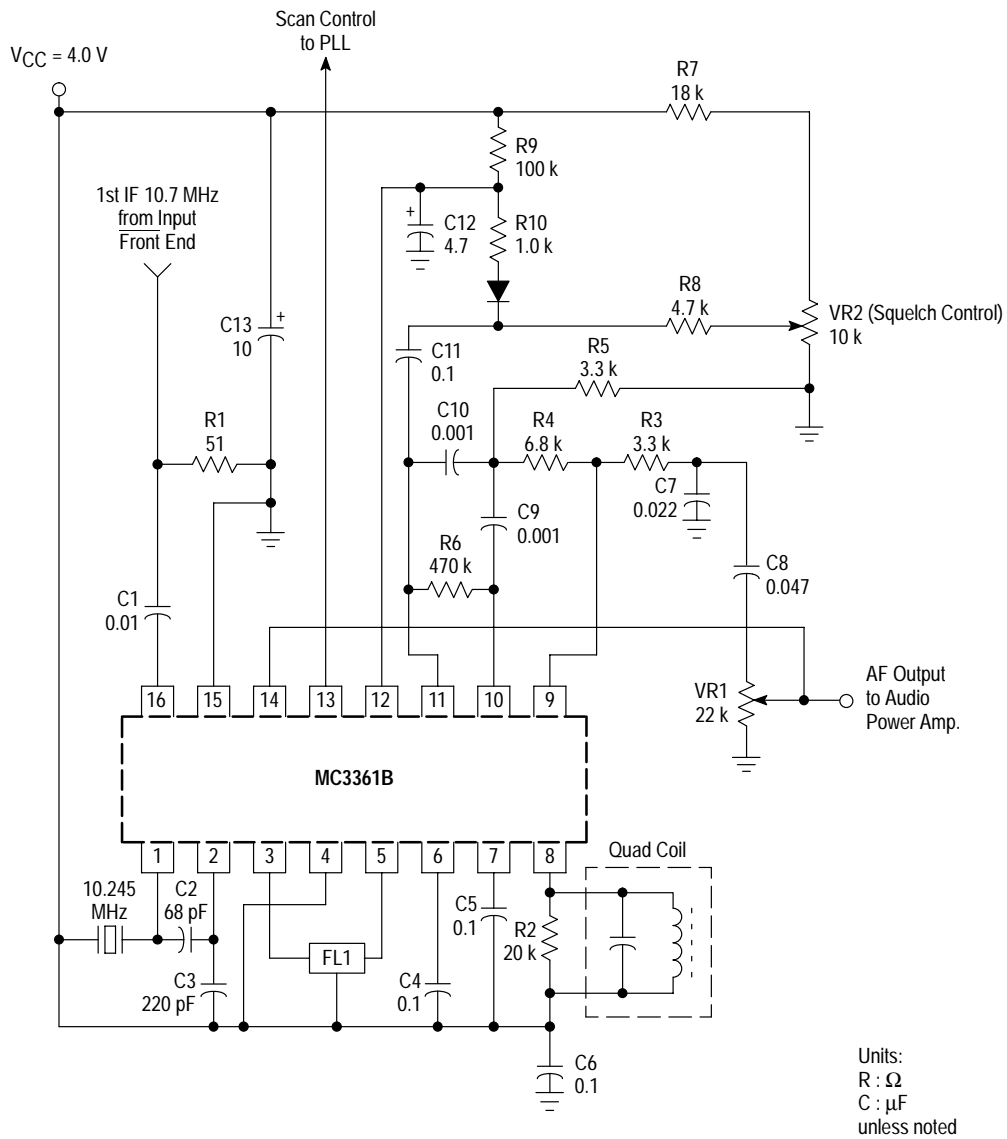 Scan Control
to PLL
VCC = 4.0 V
R7
18 k
R9
100 k
1st IF 10.7 MHz
from Input
Front End
+
C12
4.7
R10
1.0 k
R8
4.7 k
VR2 (Squelch Control)
10 k
C13
10
+
C11
0.1
R5
3.3 k
C10
0.001
R4
6.8 k
R3
3.3 k
R1
51
C7
0.022
C9
0.001
R6
470 k
C8
0.047
C1
0.01
16
15
14
13
12
11
10
9
VR1
22 k
AF Output
to Audio
Power Amp.
MC3361B
1
2
3
4
5
6
7
8
Quad Coil
10.245
MHz
C2
68 pF
C5
0.1
R2
20 k
FL1
C3
220 pF
C4
0.1
C6
0.1
Units:
R : Ω
C : µF
unless noted